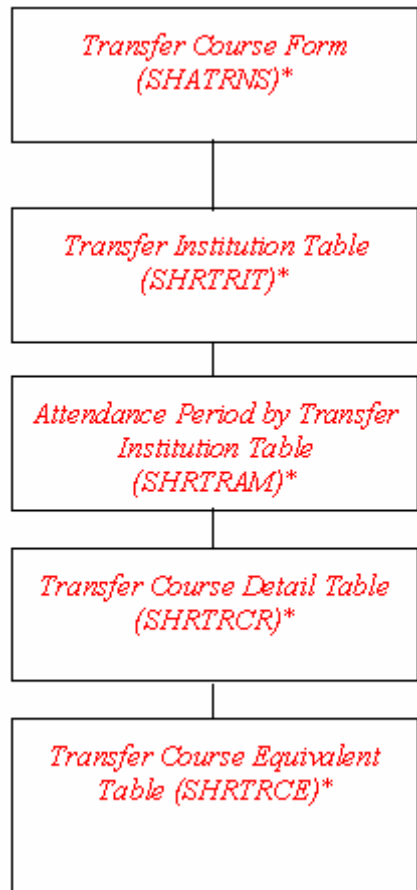 Transfer Course Form
(SHATRNS)*
Transfer Institution Table
(SHRTRIT)*
Attendance Period by Transfer
Institution Table
(SHRTRAM)*
Transfer Course Detail Table
(SHRTRCR)*
Transfer Course Equivalent
Table (SHRTRCE)*